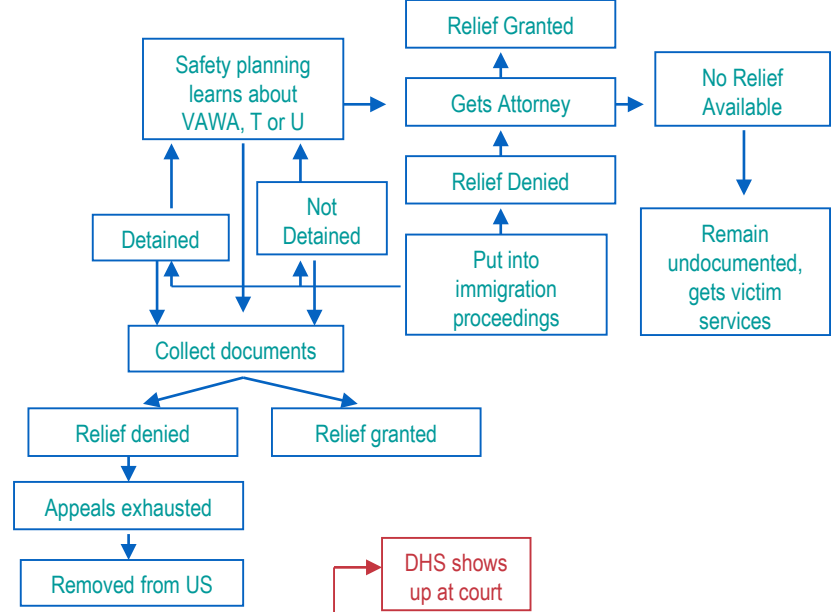 Relief Granted
Safety planning
learns about
VAWA, T or U
Gets Attorney
No Relief
Available
Relief Denied
Not
Detained
Detained
Put into
immigration
proceedings
Remain
undocumented,
gets victim
services
Collect documents
Relief denied
Relief granted
Appeals exhausted
Removed from US
DHS shows
up at court